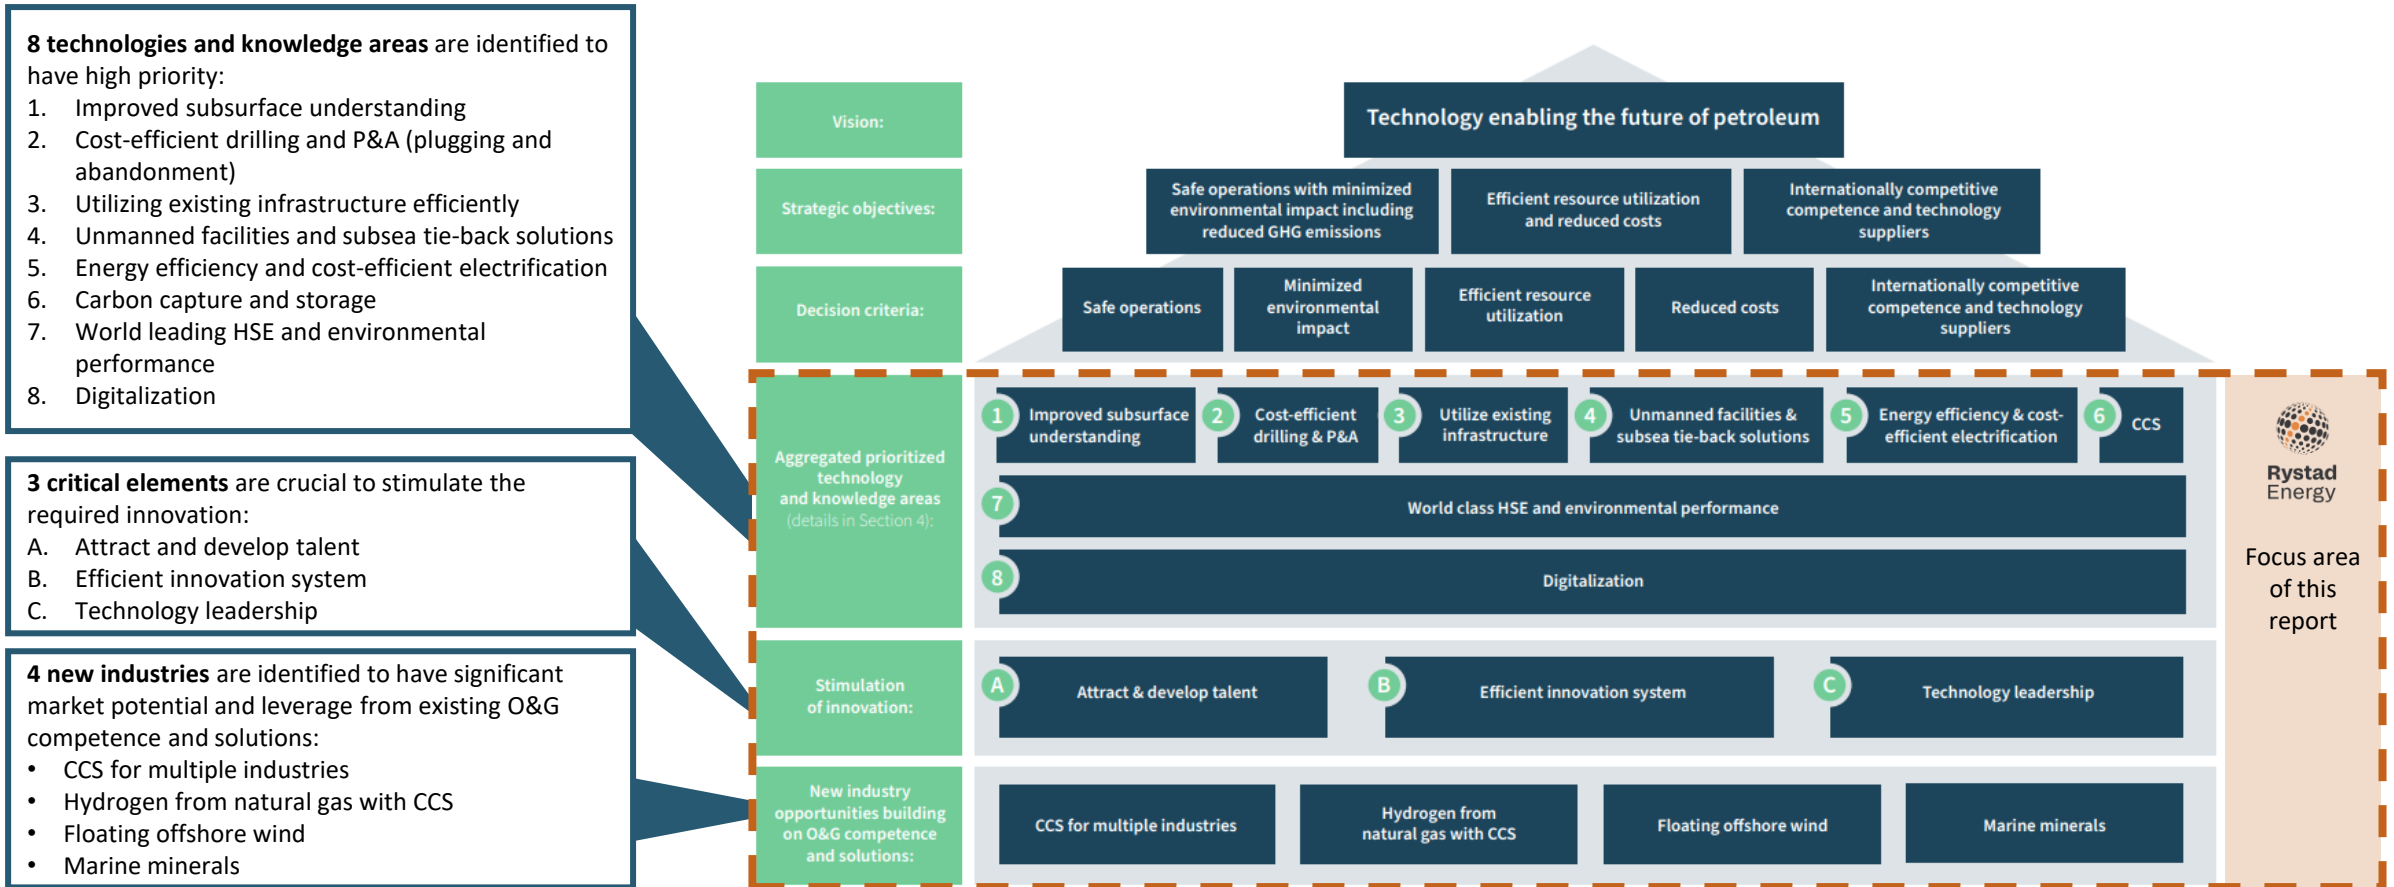 8 technologies and knowledge areas are identified to
have high priority:
1. Improved subsurface understanding
2. Cost-efficient drilling and P&A (plugging and
abandonment)
3. Utilizing existing infrastructure efficiently
4. Unmanned facilities and subsea tie-back solutions
5. Energy efficiency and cost-efficient electrification
6. Carbon capture and storage
7. World leading HSE and environmental
performance
8. Digitalization
3 critical elements are crucial to stimulate the
required innovation:
A. Attract and develop talent
B. Efficient innovation system
C. Technology leadership
4 new industries are identified to have significant
market potential and leverage from existing O&G
competence and solutions:
• CCS for multiple industries
• Hydrogen from natural gas with CCS
• Floating offshore wind
• Marine minerals
Vision:
Technology enabling the future of petroleum
Strategic objectives:
Safe operations with minimized
environmental impact including
reduced GHG emissions
Efficient resource utilization
and reduced costs
Internationally competitive
competence and technology
suppliers
Decision criteria:
Safe operations
Minimized
environmental
impact
Efficient resource
utilization
Reduced costs
Internationally competitive
competence and technology
suppliers
Aggregated prioritized
technology
and knowledge areas
(details in Section 4):
1 Improved subsurface
understanding
2 Cost-efficient
drilling & P&A
3 Utilize existing
infrastructure
4 Unmanned facilities &
subsea tie-back solutions
5 Energy efficiency & cost-
efficient electrification
6 CCS
7 World class HSE and environmental performance
8 Digitalization
Stimulation
of innovation:
A Attract & develop talent
B Efficient innovation system
C Technology leadership
New industry
opportunities building
on O&G competence
and solutions:
CCS for multiple industries
Hydrogen from
natural gas with CCS
Floating offshore wind
Marine minerals
Rystad
Energy
Focus area
of this
report